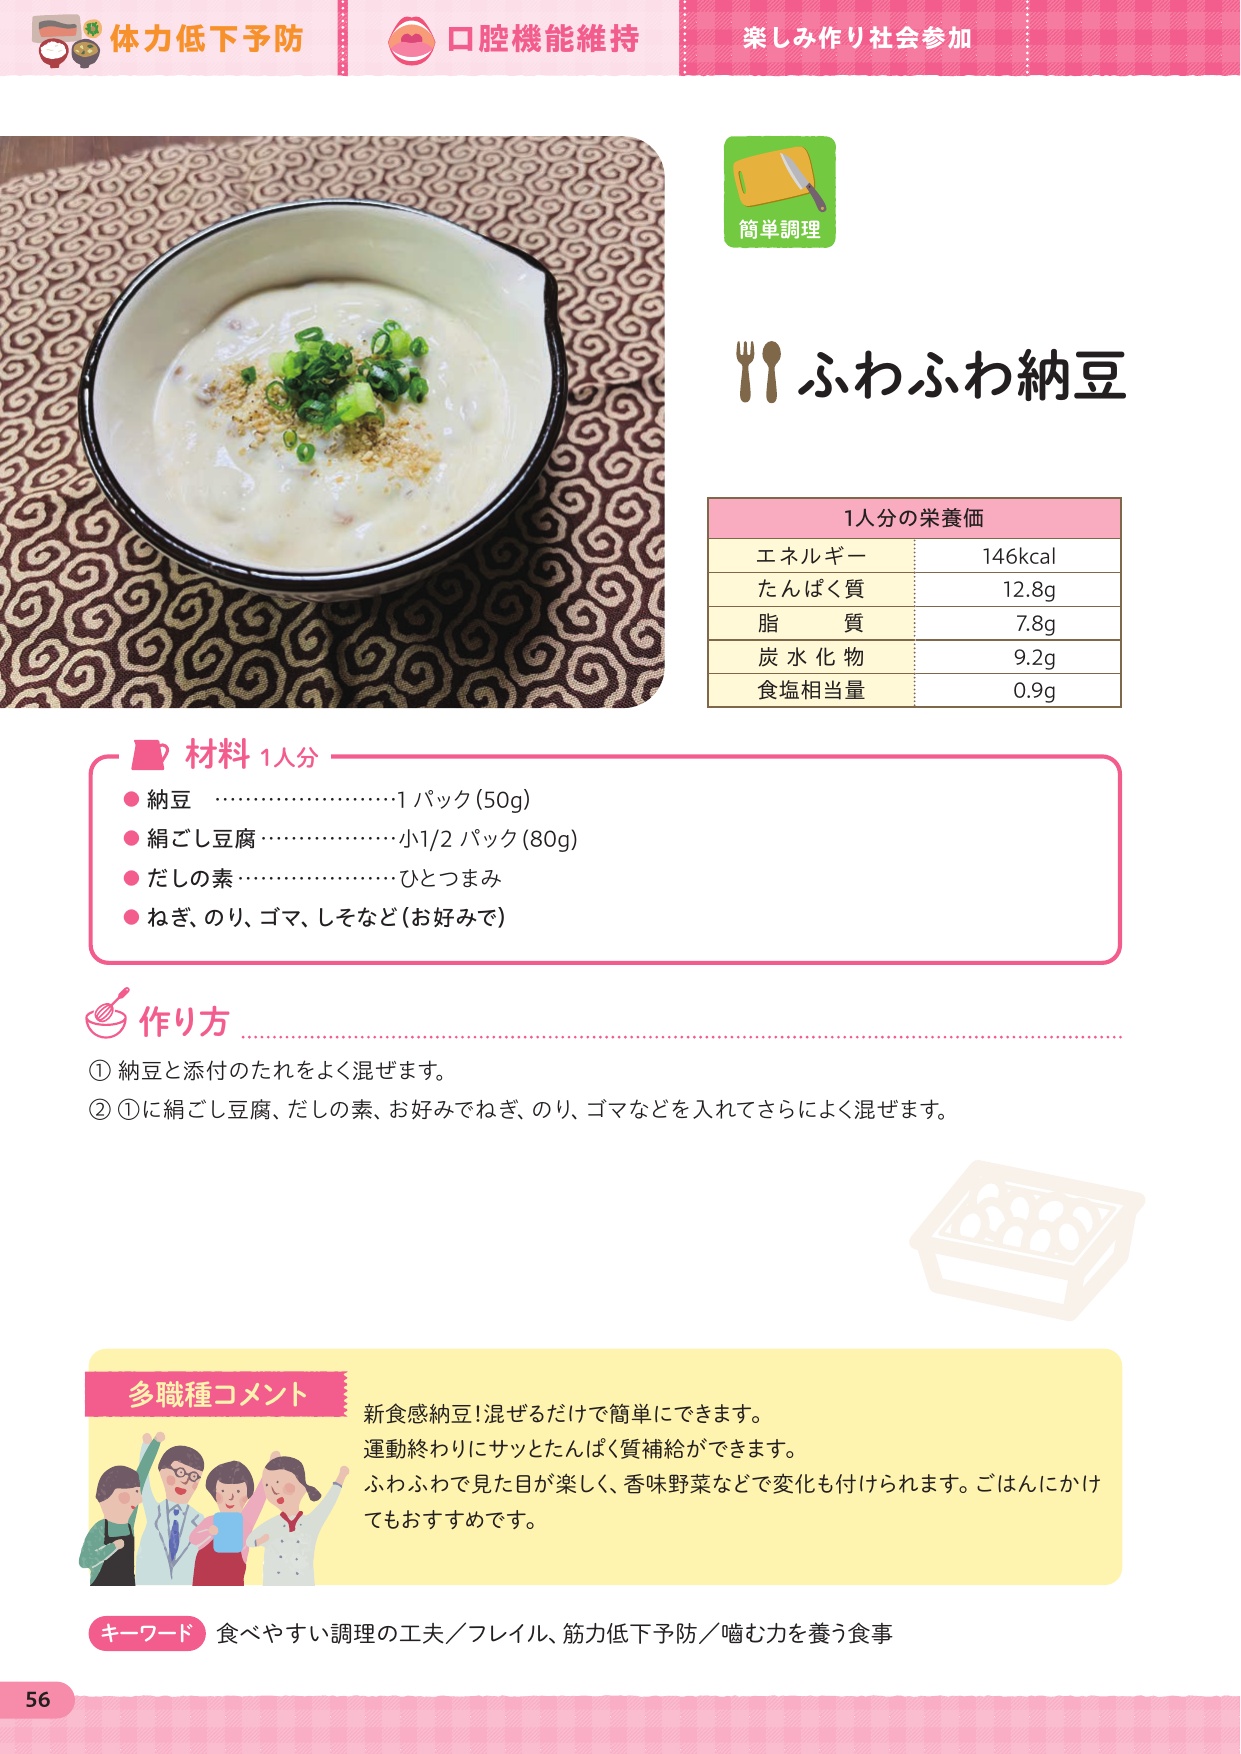 体力低下予防
口腔機能維持
楽しみ作り社会参加
簡単調理
ふわふわ納豆
1人分の栄養価
エネルギー 146kcal
たんぱく質 12.8g
脂 質 7.8g
炭水化物 9.2g
食塩相当量 0.9g
材料 1人分
●納豆 ……………………1 パック(50g)
●絹ごし豆腐………………小1/2 パック(80g)
●だしの素…………………ひとつまみ
●ねぎ、のり、ゴマ、しそなど(お好みで)
作り方
① 納豆と添付のたれをよく混ぜます。
② ①に絹ごし豆腐、だしの素、お好みでねぎ、のり、ゴマなどを入れてさらによく混ぜます。
多職種コメント
新食感納豆!混ぜるだけで簡単にできます。
運動終わりにサッとたんぱく質補給ができます。
ふわふわで見た目が楽しく、香味野菜などで変化も付けられます。ごはんにかけ
てもおすすめです。
キーワード 食べやすい調理の工夫/フレイル、筋力低下予防/噛む力を養う食事
56